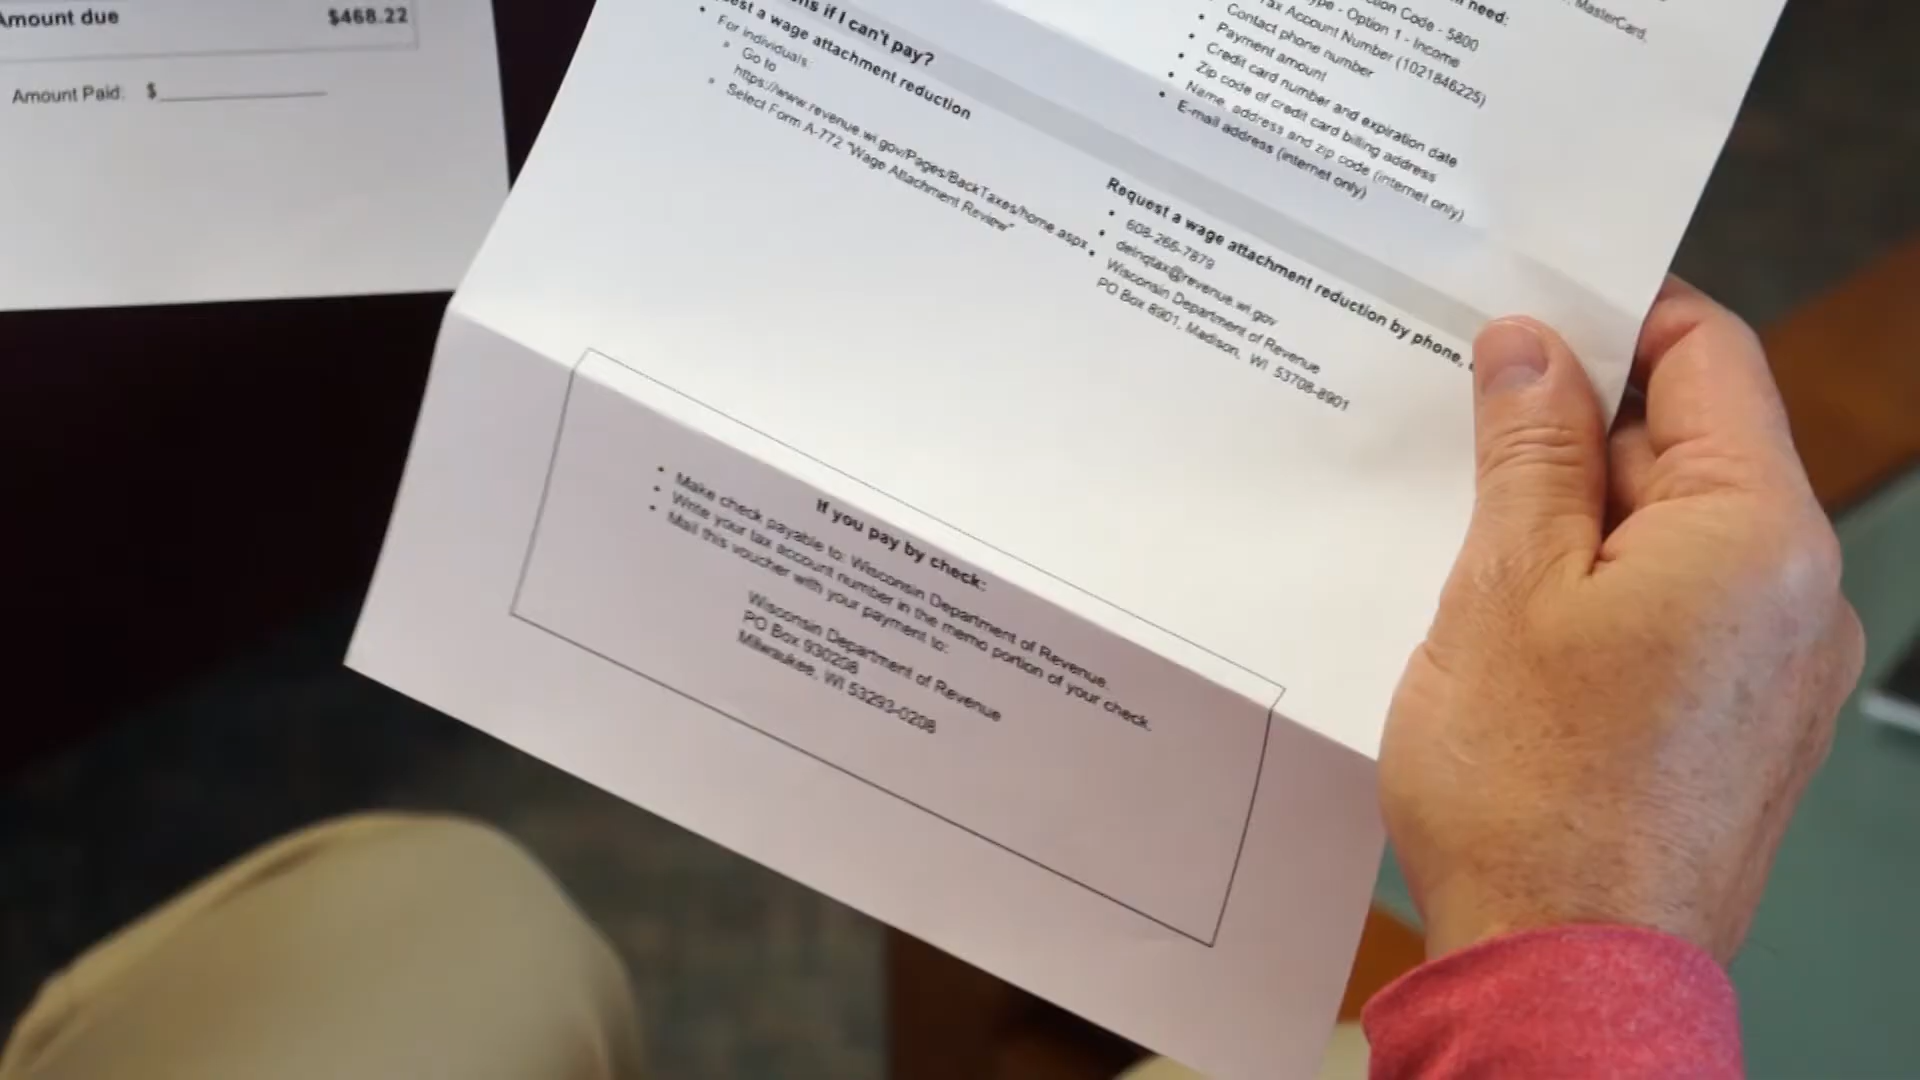 Amount due $468.22
Amount Paid: $
if I can't pay?
a wage attachment reduction
For individuals:
Go to
https://www.revenue.wi.gov/Pages/BackTaxes/home.aspx
Select Form A-772 "Wage Attachment Review"
MasterCard,
need:
Code - 5800
- Option 1 - Income
Tax Account Number (1021846225)
Contact phone number
Payment amount
Credit card number and expiration date
Zip code of credit card billing address
Name, address and zip code (internet only)
E-mail address (internet only)
Request a wage attachment reduction by phone,
608-266-7879
delnqtax@revenue.wi.gov
Wisconsin Department of Revenue
PO Box 8901, Madison, WI 53708-8901
If you pay by check:
Make check payable to: Wisconsin Department of Revenue.
Write your tax account number in the memo portion of your check.
Mail this voucher with your payment to:
Wisconsin Department of Revenue
PO Box 930208
Milwaukee, WI 53293-0208